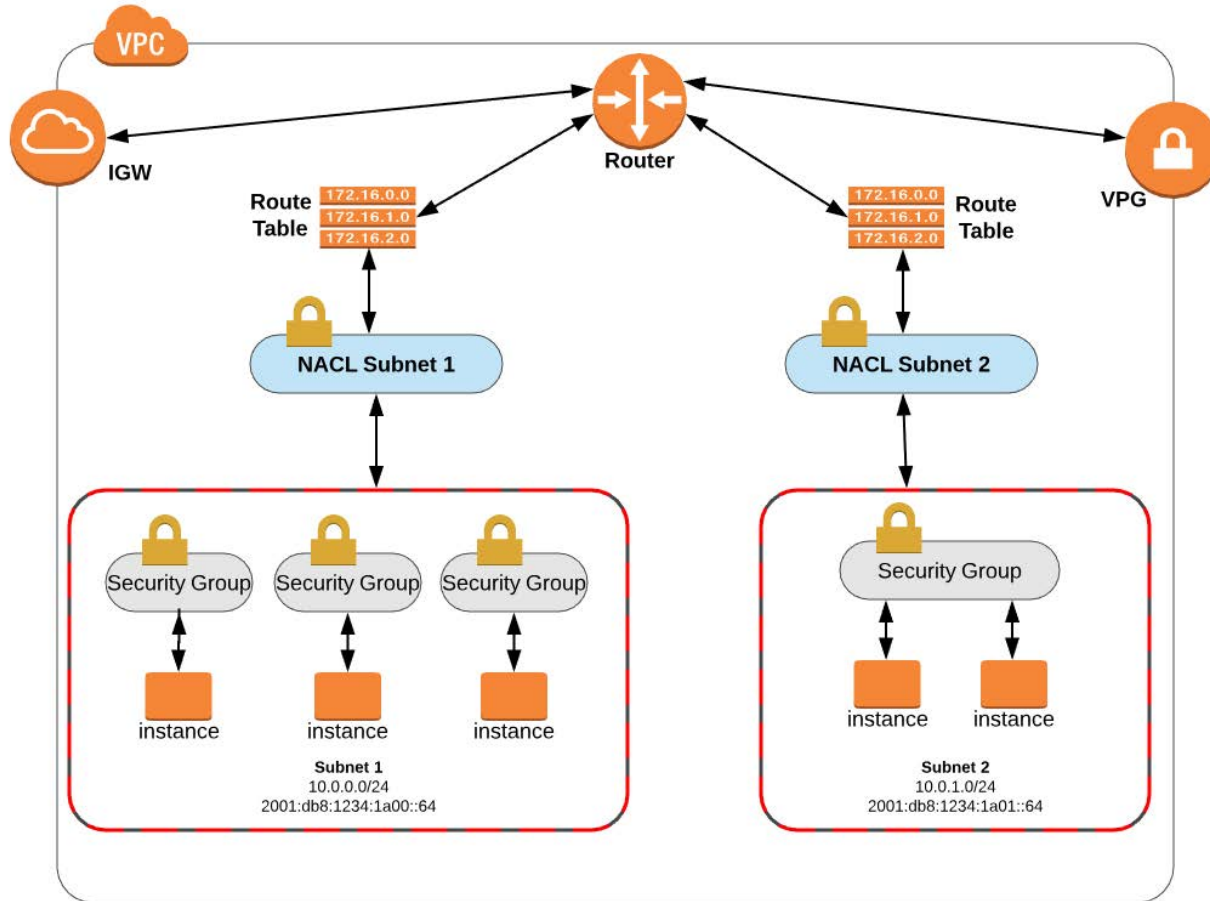 VPC
IGW
Router
VPG
Route
Table
172.16.0.0
172.16.1.0
172.16.2.0
172.16.0.0
172.16.1.0
172.16.2.0
Route
Table
NACL Subnet 1
NACL Subnet 2
Security Group
Security Group
Security Group
instance
instance
instance
Subnet 1
10.0.0.0/24
2001:db8:1234:1a00::64
Security Group
instance
instance
Subnet 2
10.0.1.0/24
2001:db8:1234:1a01::64